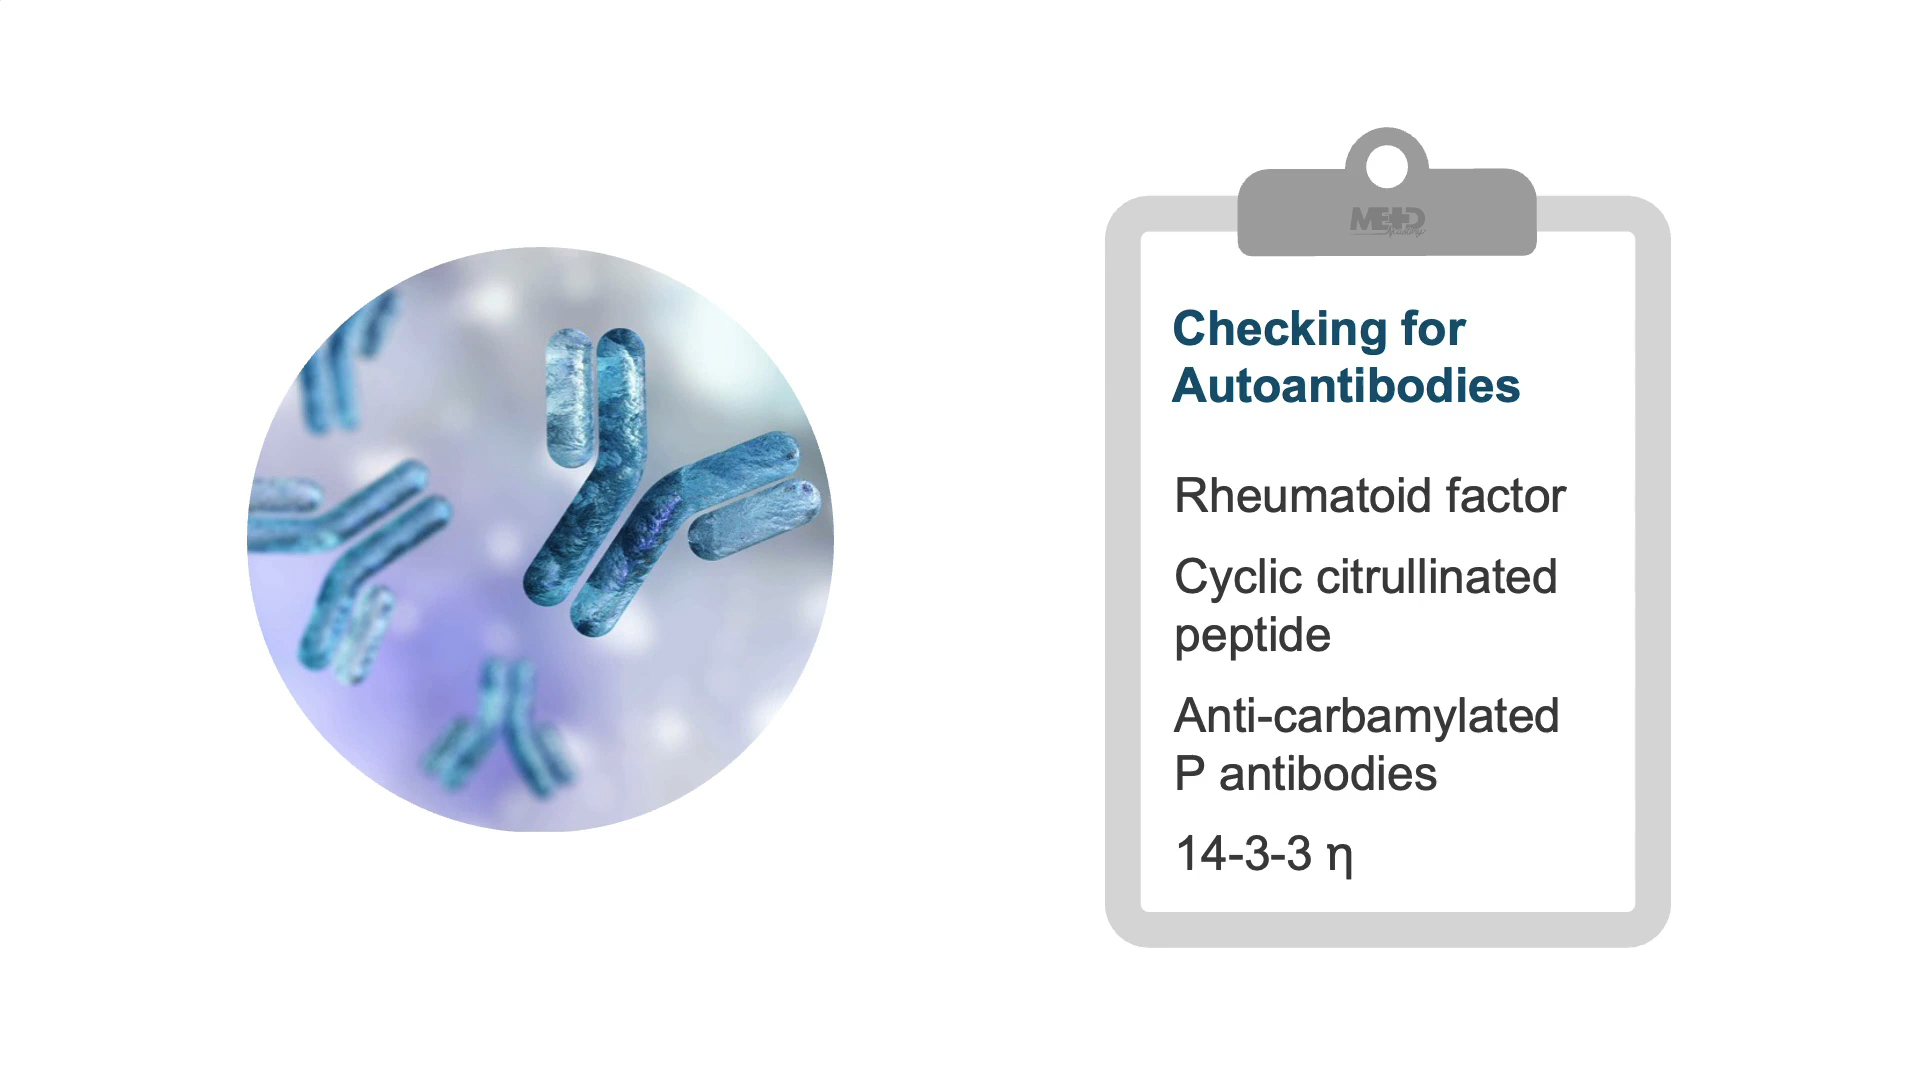 Checking for
Autoantibodies
Rheumatoid factor
Cyclic citrullinated
peptide
Anti-carbamylated
P antibodies
14-3-3 η